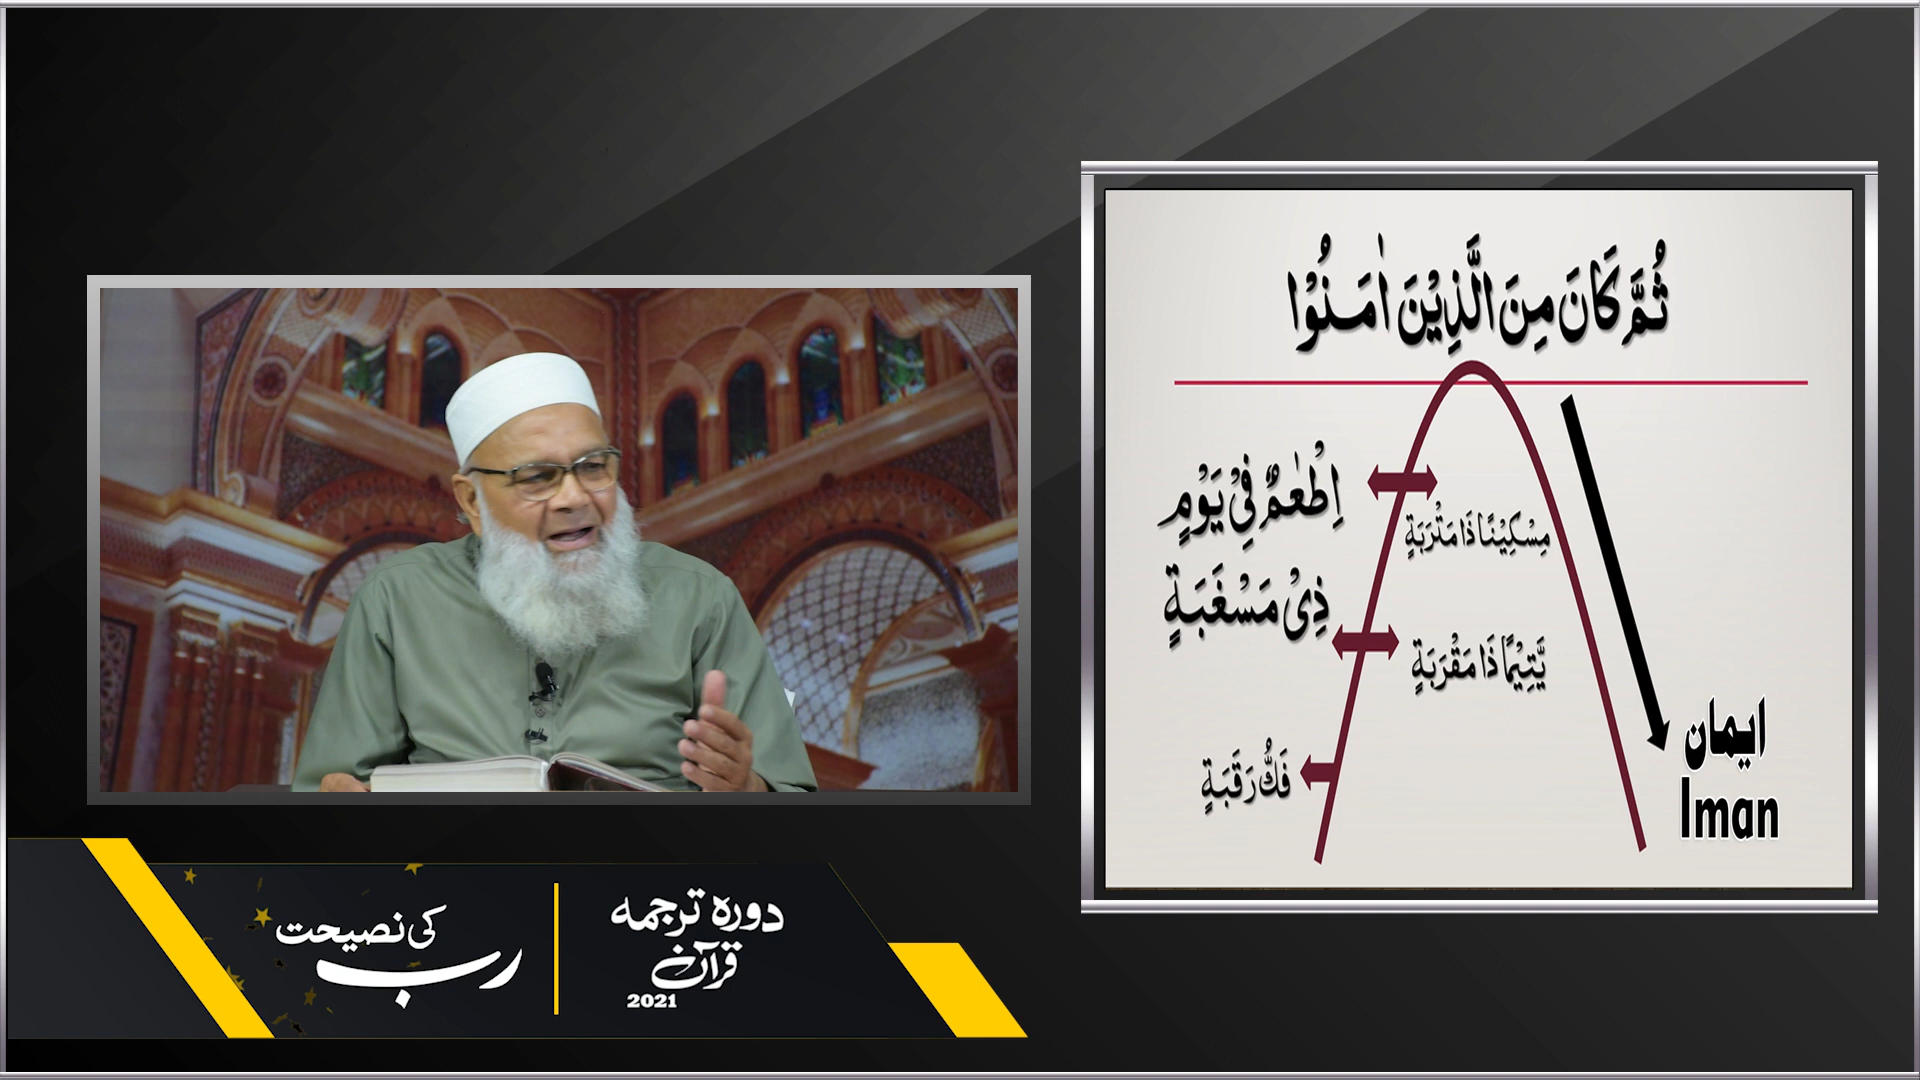 ثُمَّ كَانَ مِنَ الَّذِيْنَ اٰمَنُوْا
اِطْعٰمٌ فِيْ يَوْمٍ
ذِيْ مَسْغَبَةٍ
مِسْكِيْنًا ذَا مَتْرَبَةٍ
يَّتِيْمًا ذَا مَقْرَبَةٍ
فَكُّ رَقَبَةٍ
ایمان
Iman
دورہ ترجمہ
قرآن
2021
رب
کی نصیحت